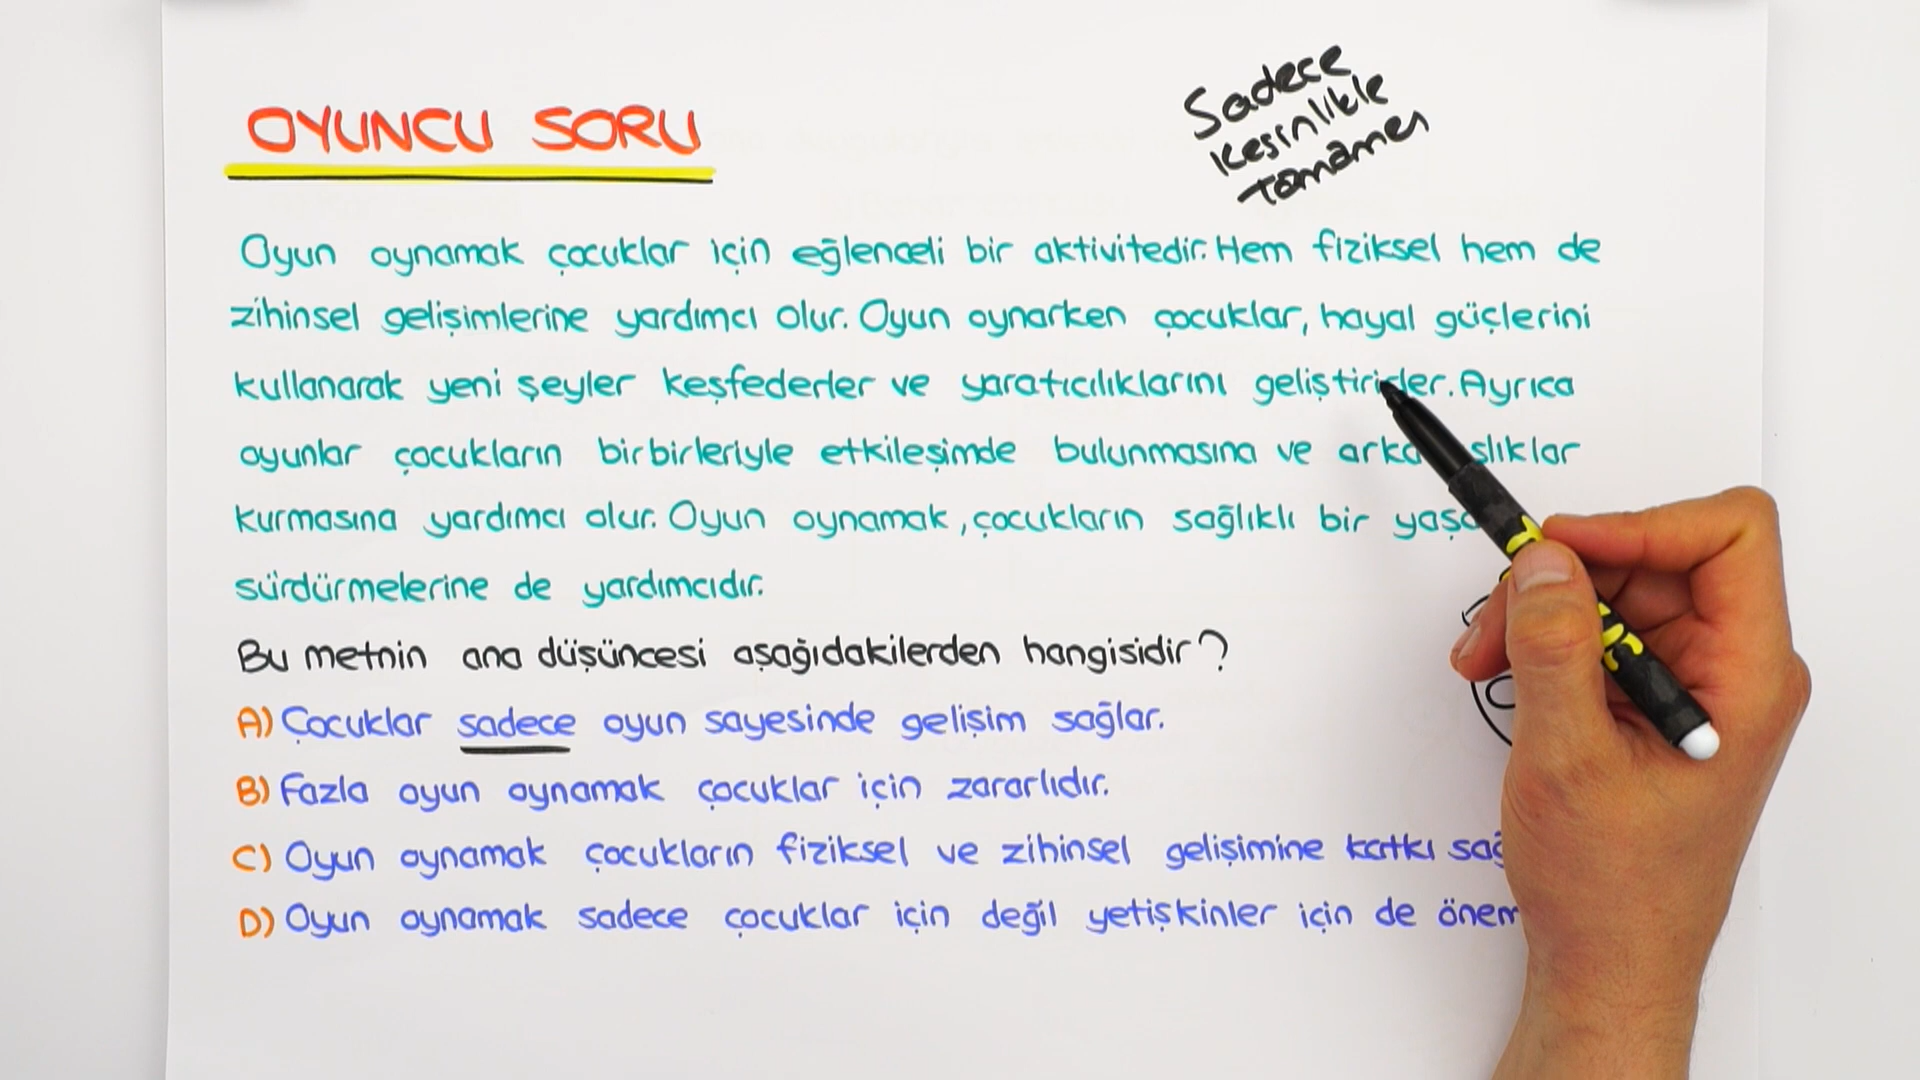 OYUNCU SORU
Sadece
Kesinlikle
tamamen
Oyun oynamak çocuklar için eğlenceli bir aktivitedir. Hem fiziksel hem de
zihinsel gelişimlerine yardımcı olur. Oyun oynarken çocuklar, hayal güçlerini
kullanarak yeni şeyler keşfederler ve yaratıcılıklarını geliştirirler. Ayrıca
oyunlar çocukların birbirleriyle etkileşimde bulunmasına ve
kurmasına yardımcı olur. Oyun oynamak, çocukların sağlıklı bir
sürdürmelerine de yardımcıdır.
Bu metnin ana düşüncesi aşağıdakilerden hangisidir?
A) Çocuklar sadece oyun sayesinde gelişim sağlar.
B) Fazla oyun oynamak çocuklar için zararlıdır.
C) Oyun oynamak çocukların fiziksel ve zihinsel gelişimine katkı
D) Oyun oynamak sadece çocuklar için değil yetişkinler için de